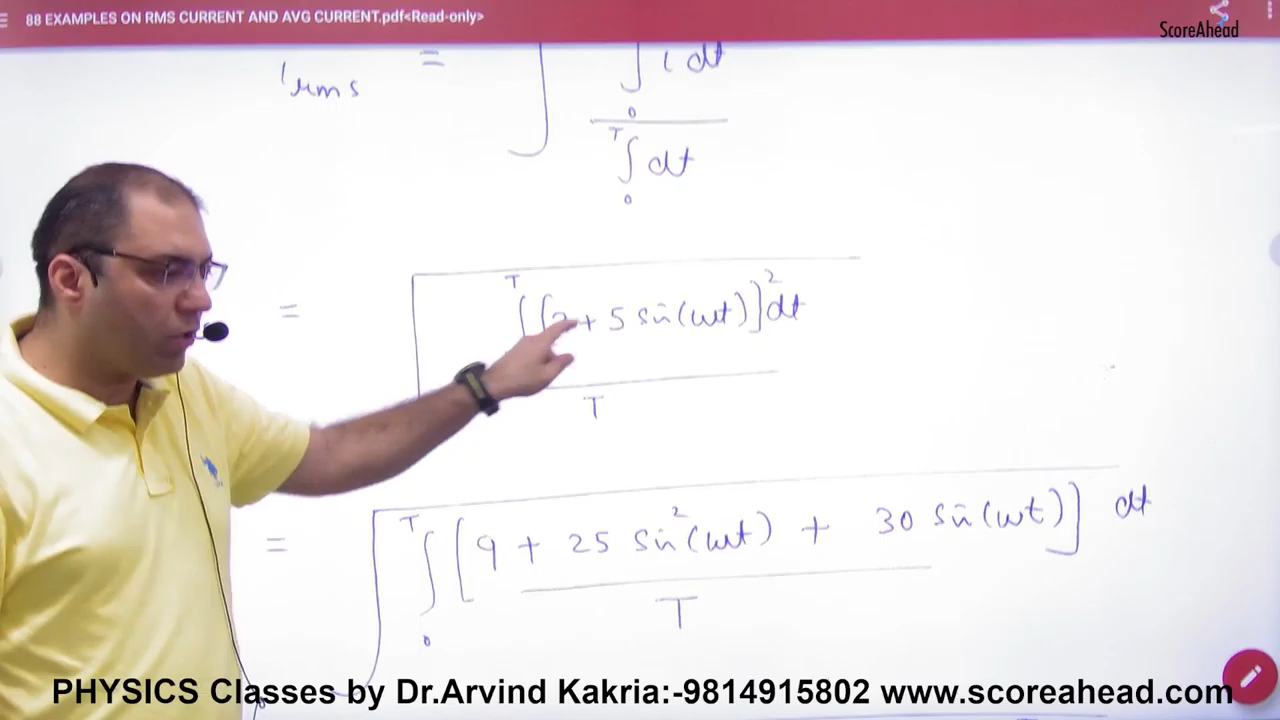 88 EXAMPLES ON RMS CURRENT AND AVG CURRENT.pdf<Read-only>
ScoreAhead
i rms = √ ∫₀ i dt
T ∫₀ dt
= √ T [ + 5 sin(ωt)]² dt
T
= √ ∫₀ᵀ [9 + 25 sin²(ωt) + 30 sin(ωt)] dt
T
PHYSICS Classes by Dr.Arvind Kakria:-9814915802 www.scoreahead.com